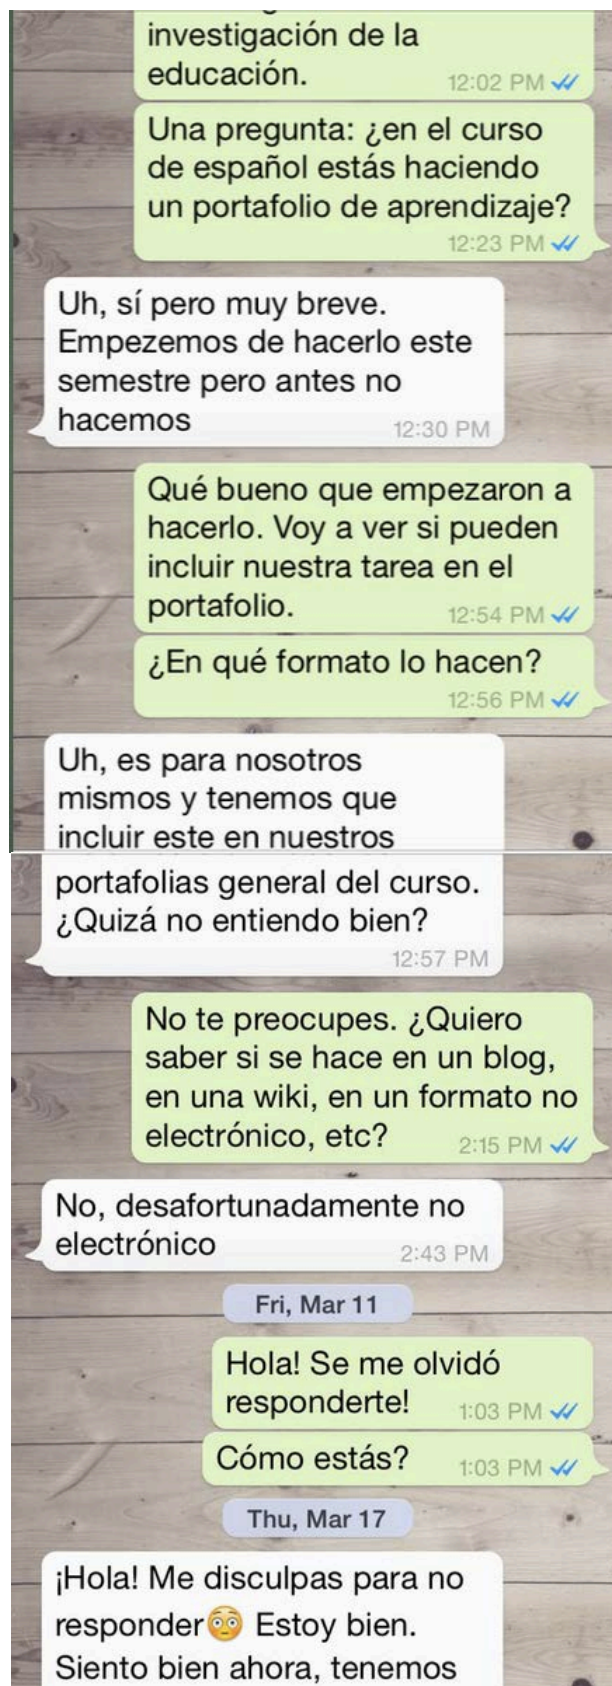 investigación de la
educación.
12:02 PM
Una pregunta: ¿en el curso
de español estás haciendo
un portafolio de aprendizaje?
12:23 PM
Uh, sí pero muy breve.
Empezemos de hacerlo este
semestre pero antes no
hacemos
12:30 PM
Qué bueno que empezaron a
hacerlo. Voy a ver si pueden
incluir nuestra tarea en el
portafolio.
12:54 PM
¿En qué formato lo hacen?
12:56 PM
Uh, es para nosotros
mismos y tenemos que
incluir este en nuestros
portafolias general del curso.
¿Quizá no entiendo bien?
12:57 PM
No te preocupes. ¿Quiero
saber si se hace en un blog,
en una wiki, en un formato no
electrónico, etc?
2:15 PM
No, desafortunadamente no
electrónico
2:43 PM
Fri, Mar 11
Hola! Se me olvidó
responderte!
1:03 PM
Cómo estás?
1:03 PM
Thu, Mar 17
¡Hola! Me disculpas para no
responder😳 Estoy bien.
Siento bien ahora, tenemos